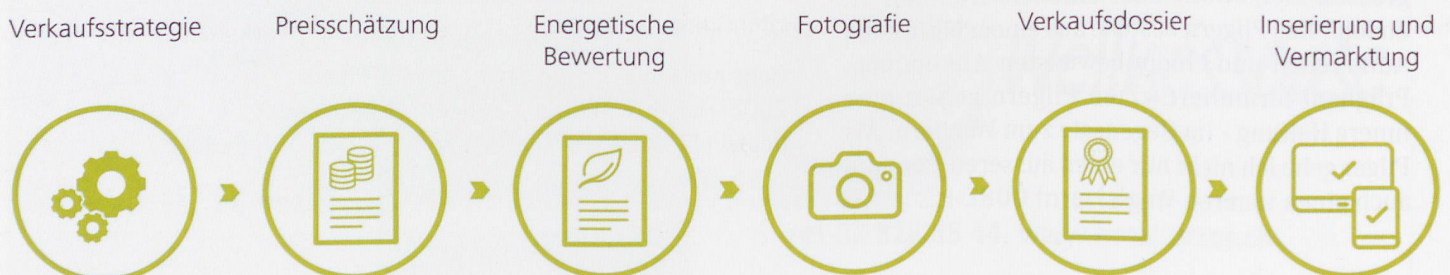 Verkaufsstrategie
Preisschätzung
Energetische
Bewertung
Fotografie
Verkaufsdossier
Inserierung und
Vermarktung